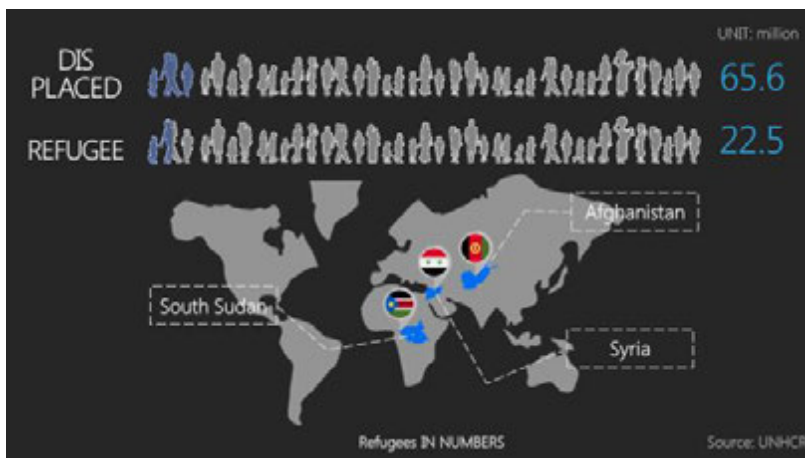 UNIT: million
DIS
PLACED
65.6
REFUGEE
22.5
Afghanistan
South Sudan
Syria
Refugees IN NUMBERS
Source: UNHCR